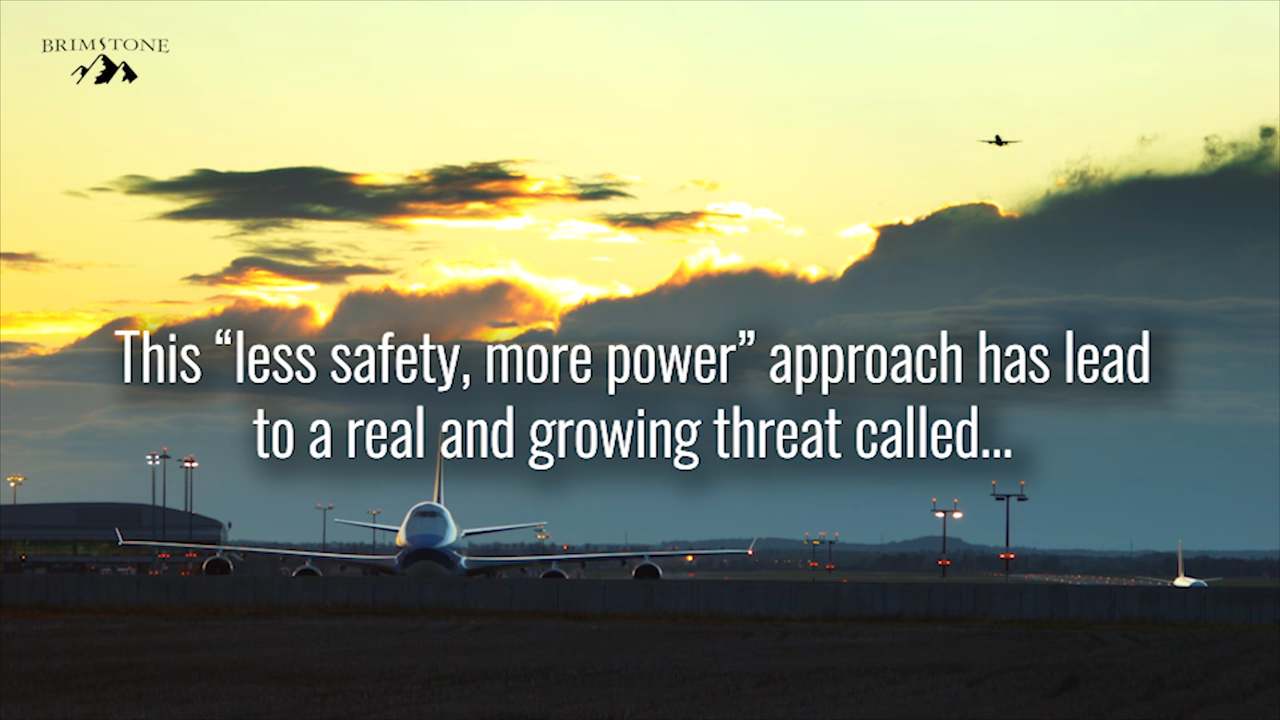 BRIMSTONE
This “less safety, more power” approach has lead
to a real and growing threat called...